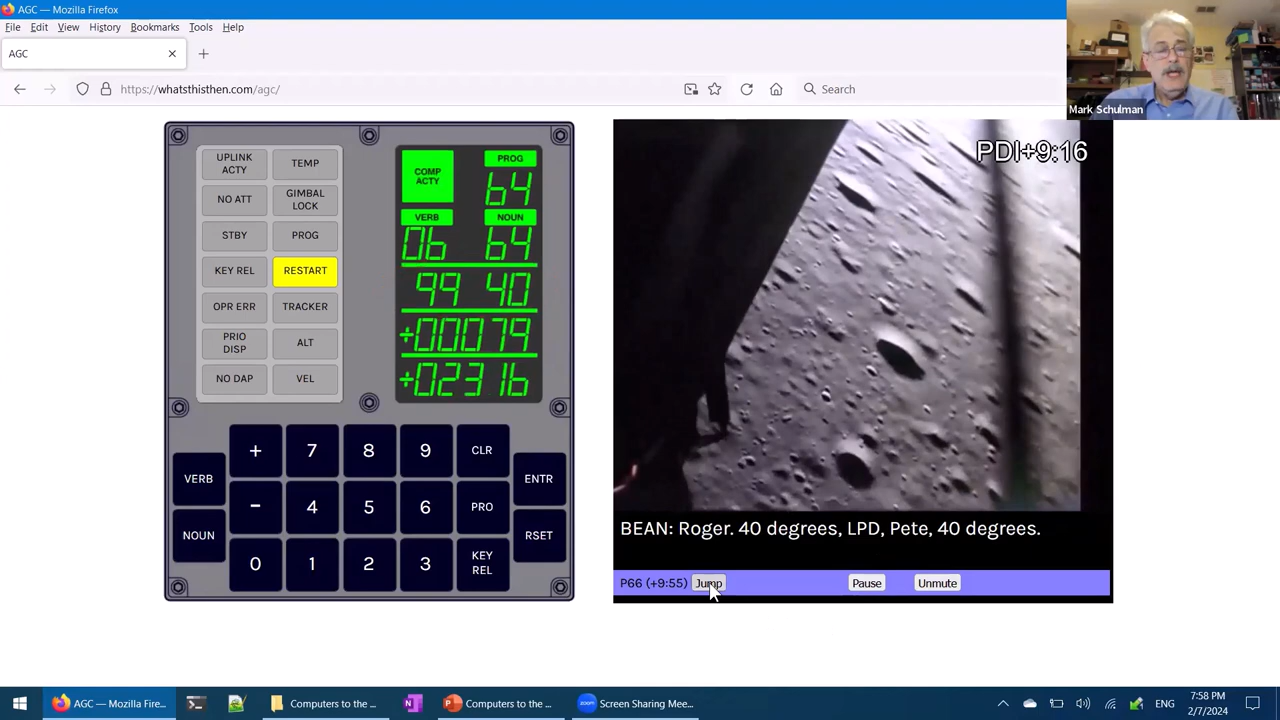 AGC — Mozilla Firefox
File Edit View History Bookmarks Tools Help
AGC
https://whatsthisthen.com/agc/
Search
Mark Schulman
UPLINK
ACTY
TEMP
NO ATT
GIMBAL
LOCK
STBY
PROG
KEY REL
RESTART
OPR ERR
TRACKER
PRIO
DISP
ALT
NO DAP
VEL
COMP
ACTY
PROG
64
VERB
NOUN
06 64
99 40
+00079
+02316
VERB
NOUN
+ 7 8 9 CLR
- 4 5 6 PRO
0 1 2 3 KEY
REL
ENTR
RSET
PDI+9:16
BEAN: Roger. 40 degrees, LPD, Pete, 40 degrees.
P66 (+9:55) Jump Pause Unmute
AGC — Mozilla Fire...
Computers to the ...
Computers to the ...
zoom
Screen Sharing Mee...
ENG
7:58 PM
2/7/2024